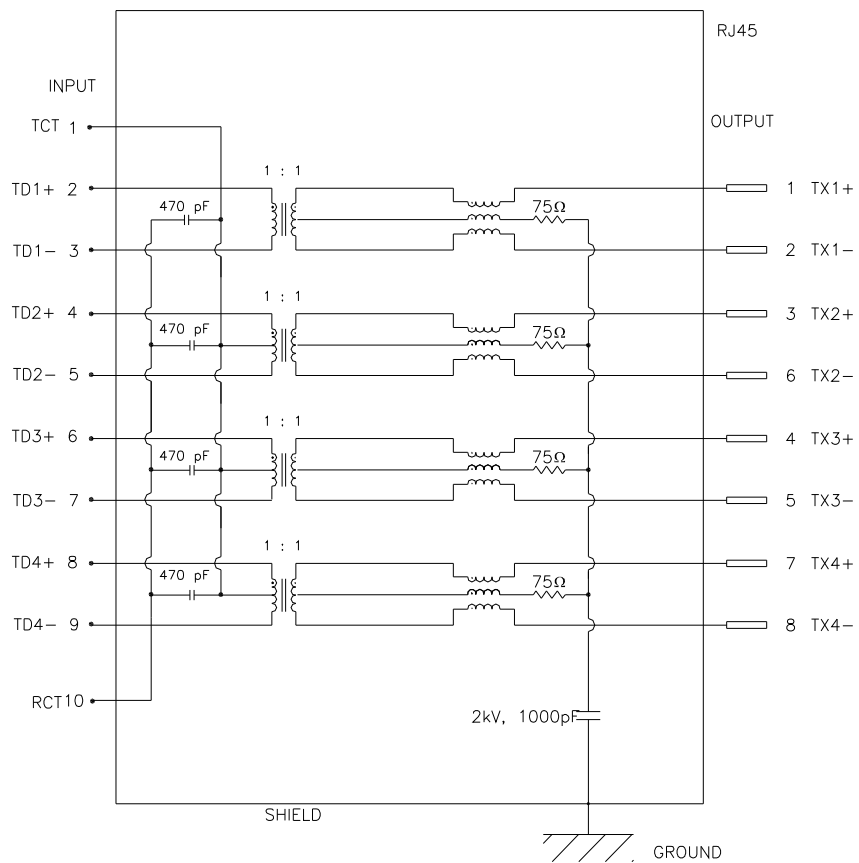 RJ45
INPUT
TCT 1
OUTPUT
1 : 1
TD1+ 2
1 TX1+
470 pF
75Ω
TD1- 3
2 TX1-
1 : 1
TD2+ 4
3 TX2+
470 pF
75Ω
TD2- 5
6 TX2-
1 : 1
TD3+ 6
4 TX3+
470 pF
75Ω
TD3- 7
5 TX3-
1 : 1
TD4+ 8
7 TX4+
470 pF
75Ω
TD4- 9
8 TX4-
RCT 10
2kV, 1000pF
SHIELD
GROUND